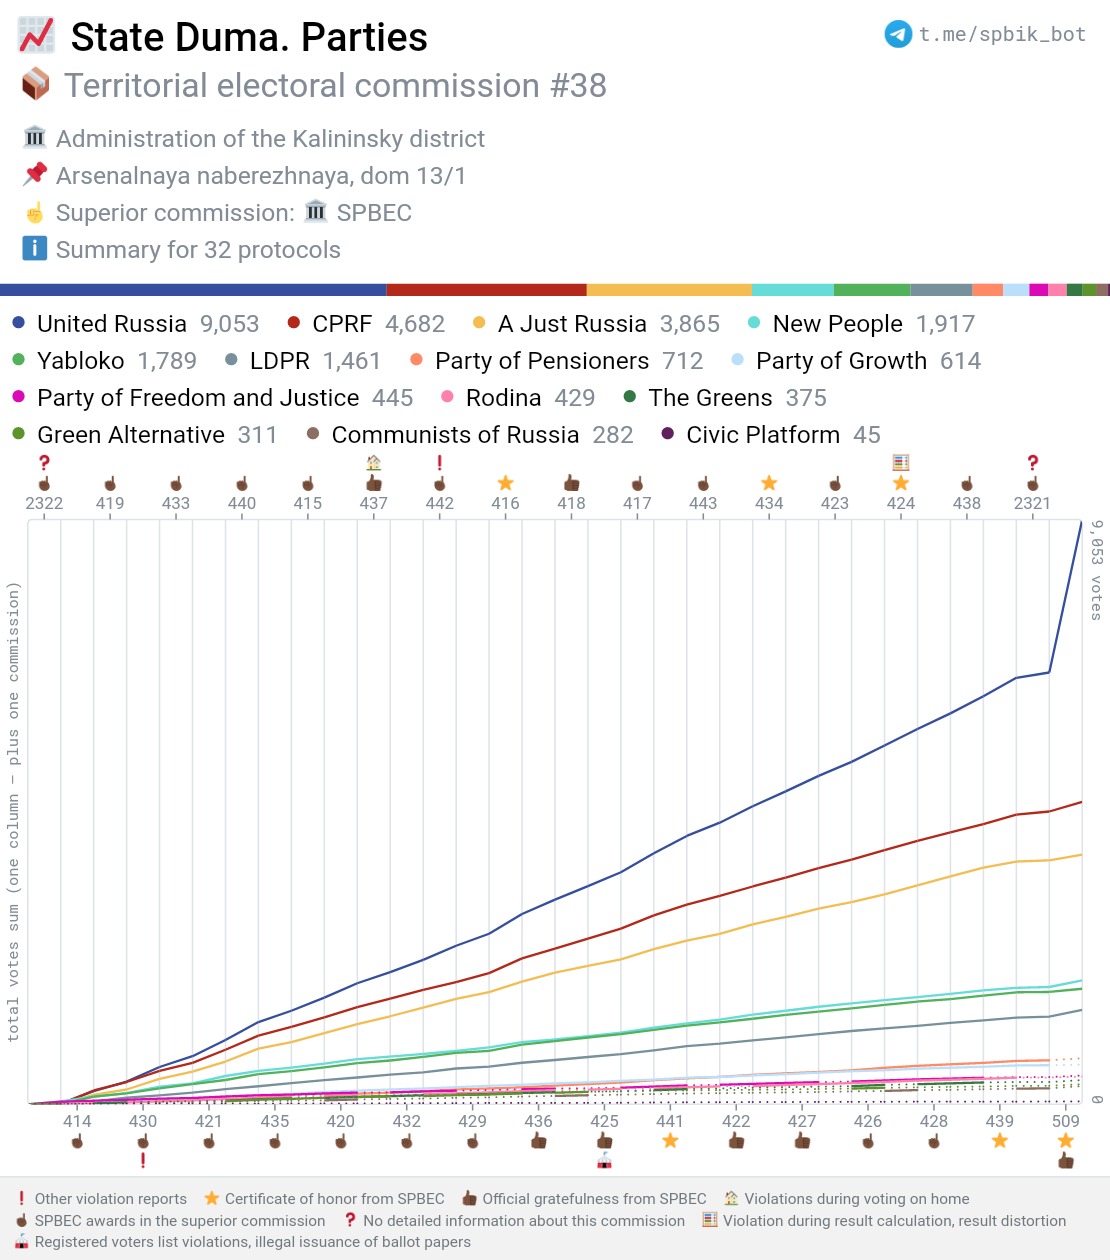 State Duma. Parties
t.me/spbik_bot
Territorial electoral commission #38
Administration of the Kalininsky district
Arsenalnaya naberezhnaya, dom 13/1
Superior commission: SPBEC
Summary for 32 protocols
United Russia 9,053 CPRF 4,682 A Just Russia 3,865 New People 1,917
Yabloko 1,789 LDPR 1,461 Party of Pensioners 712 Party of Growth 614
Party of Freedom and Justice 445 Rodina 429 The Greens 375
Green Alternative 311 Communists of Russia 282 Civic Platform 45
2322 419 433 440 415 437 442 416 418 417 443 434 423 424 438 2321
9,053 votes
total votes sum (one column – plus one commission)
0
414 430 421 435 420 432 429 436 425 441 422 427 426 428 439 509
Other violation reports Certificate of honor from SPBEC Official gratefulness from SPBEC Violations during voting on home
SPBEC awards in the superior commission No detailed information about this commission Violation during result calculation, result distortion
Registered voters list violations, illegal issuance of ballot papers